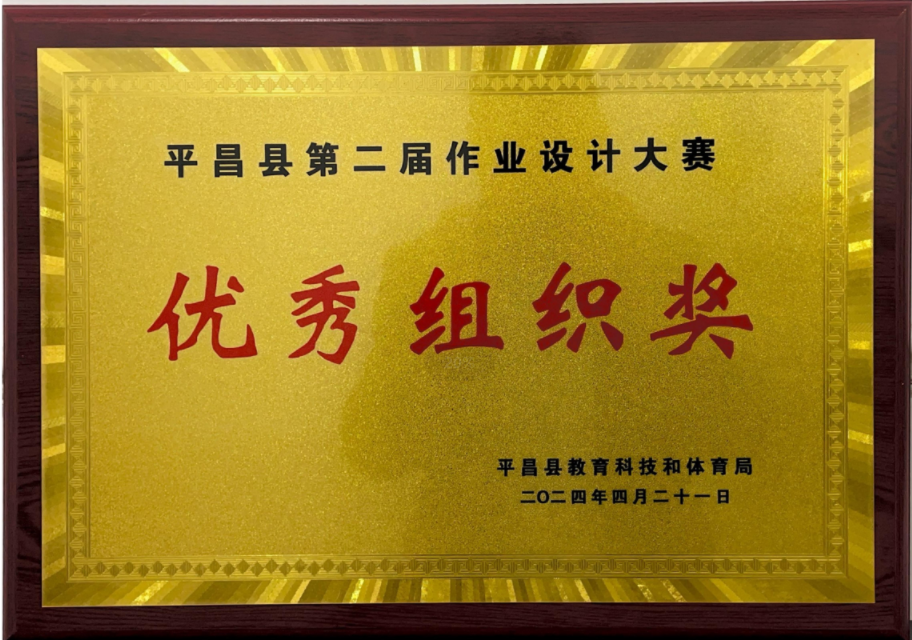 平昌县第二届作业设计大赛
优秀组织奖
平昌县教育科技和体育局
二〇二四年四月二十一日